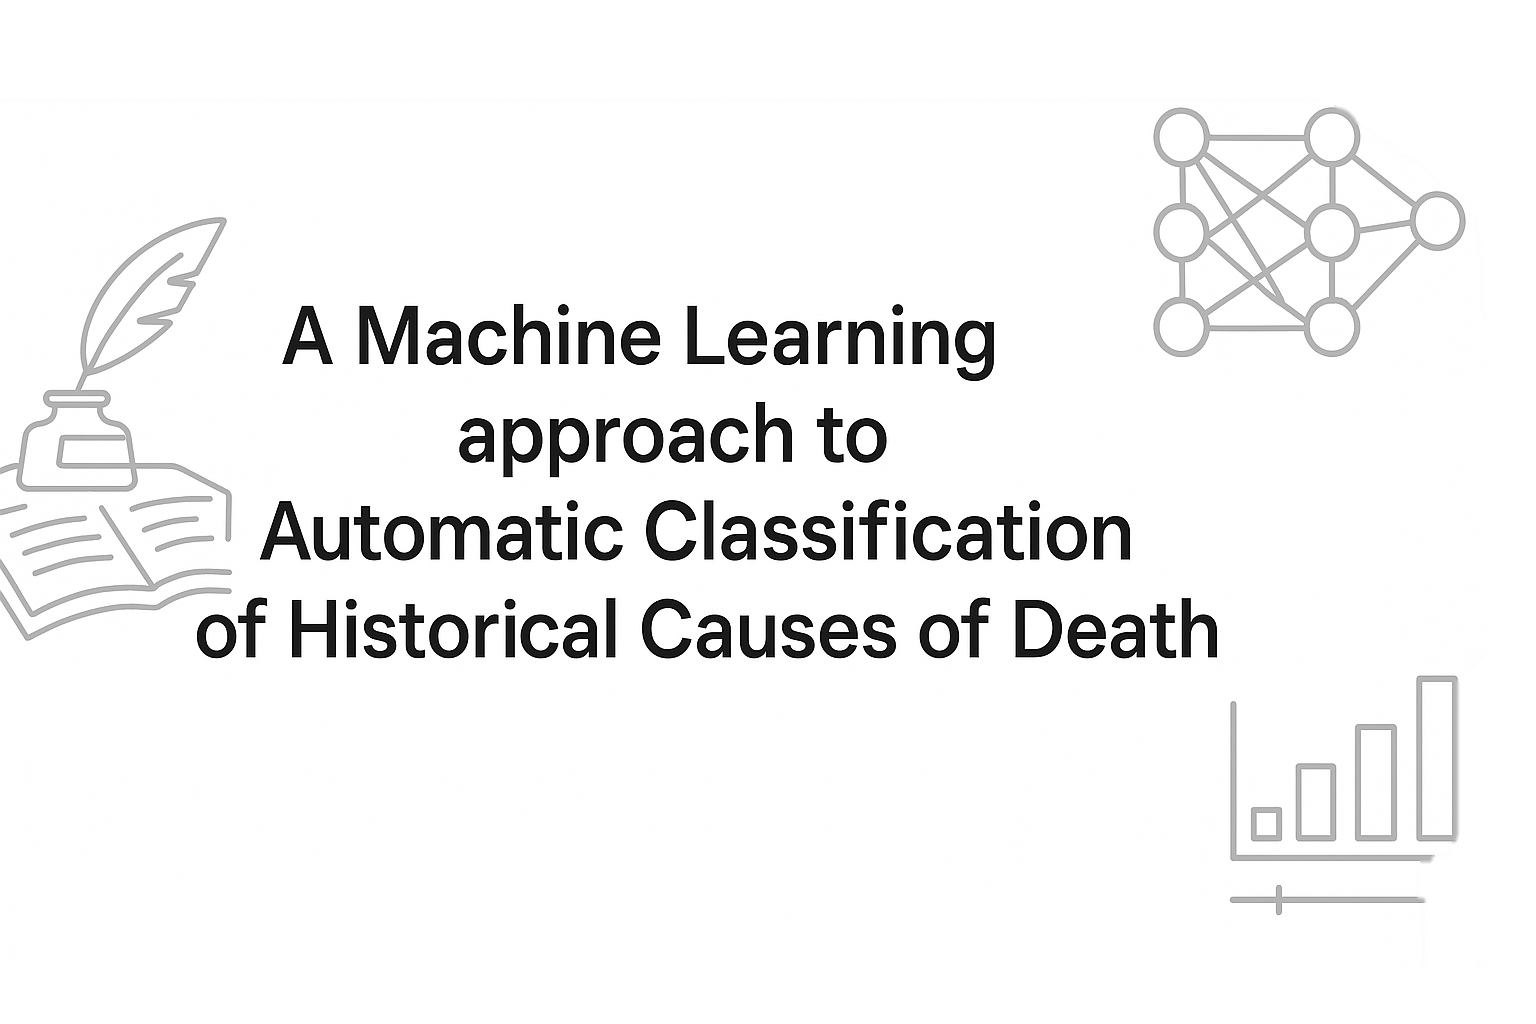 A Machine Learning
approach to
Automatic Classification
of Historical Causes of Death